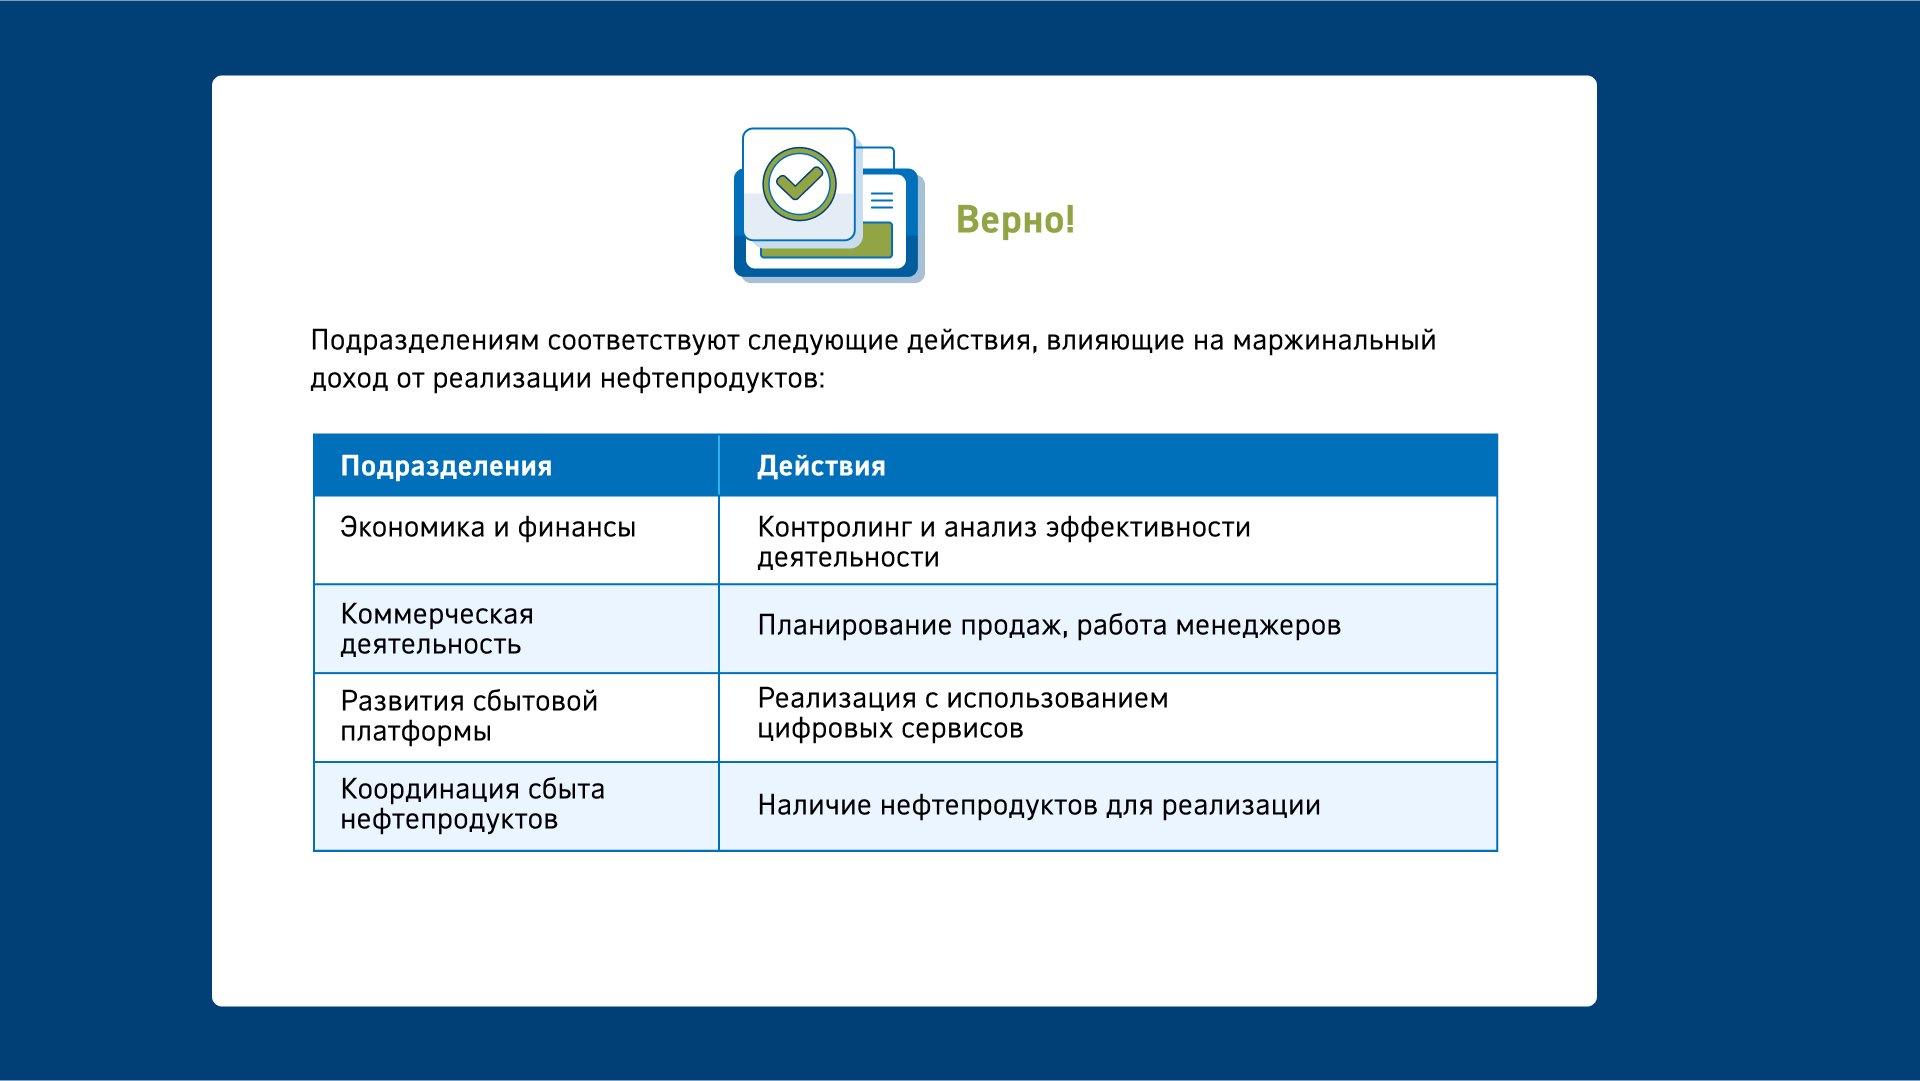 Верно!
Подразделениям соответствуют следующие действия, влияющие на маржинальный
доход от реализации нефтепродуктов:
Подразделения
Действия
Экономика и финансы
Контролинг и анализ эффективности
деятельности
Коммерческая
деятельность
Планирование продаж, работа менеджеров
Развития сбытовой
платформы
Реализация с использованием
цифровых сервисов
Координация сбыта
нефтепродуктов
Наличие нефтепродуктов для реализации